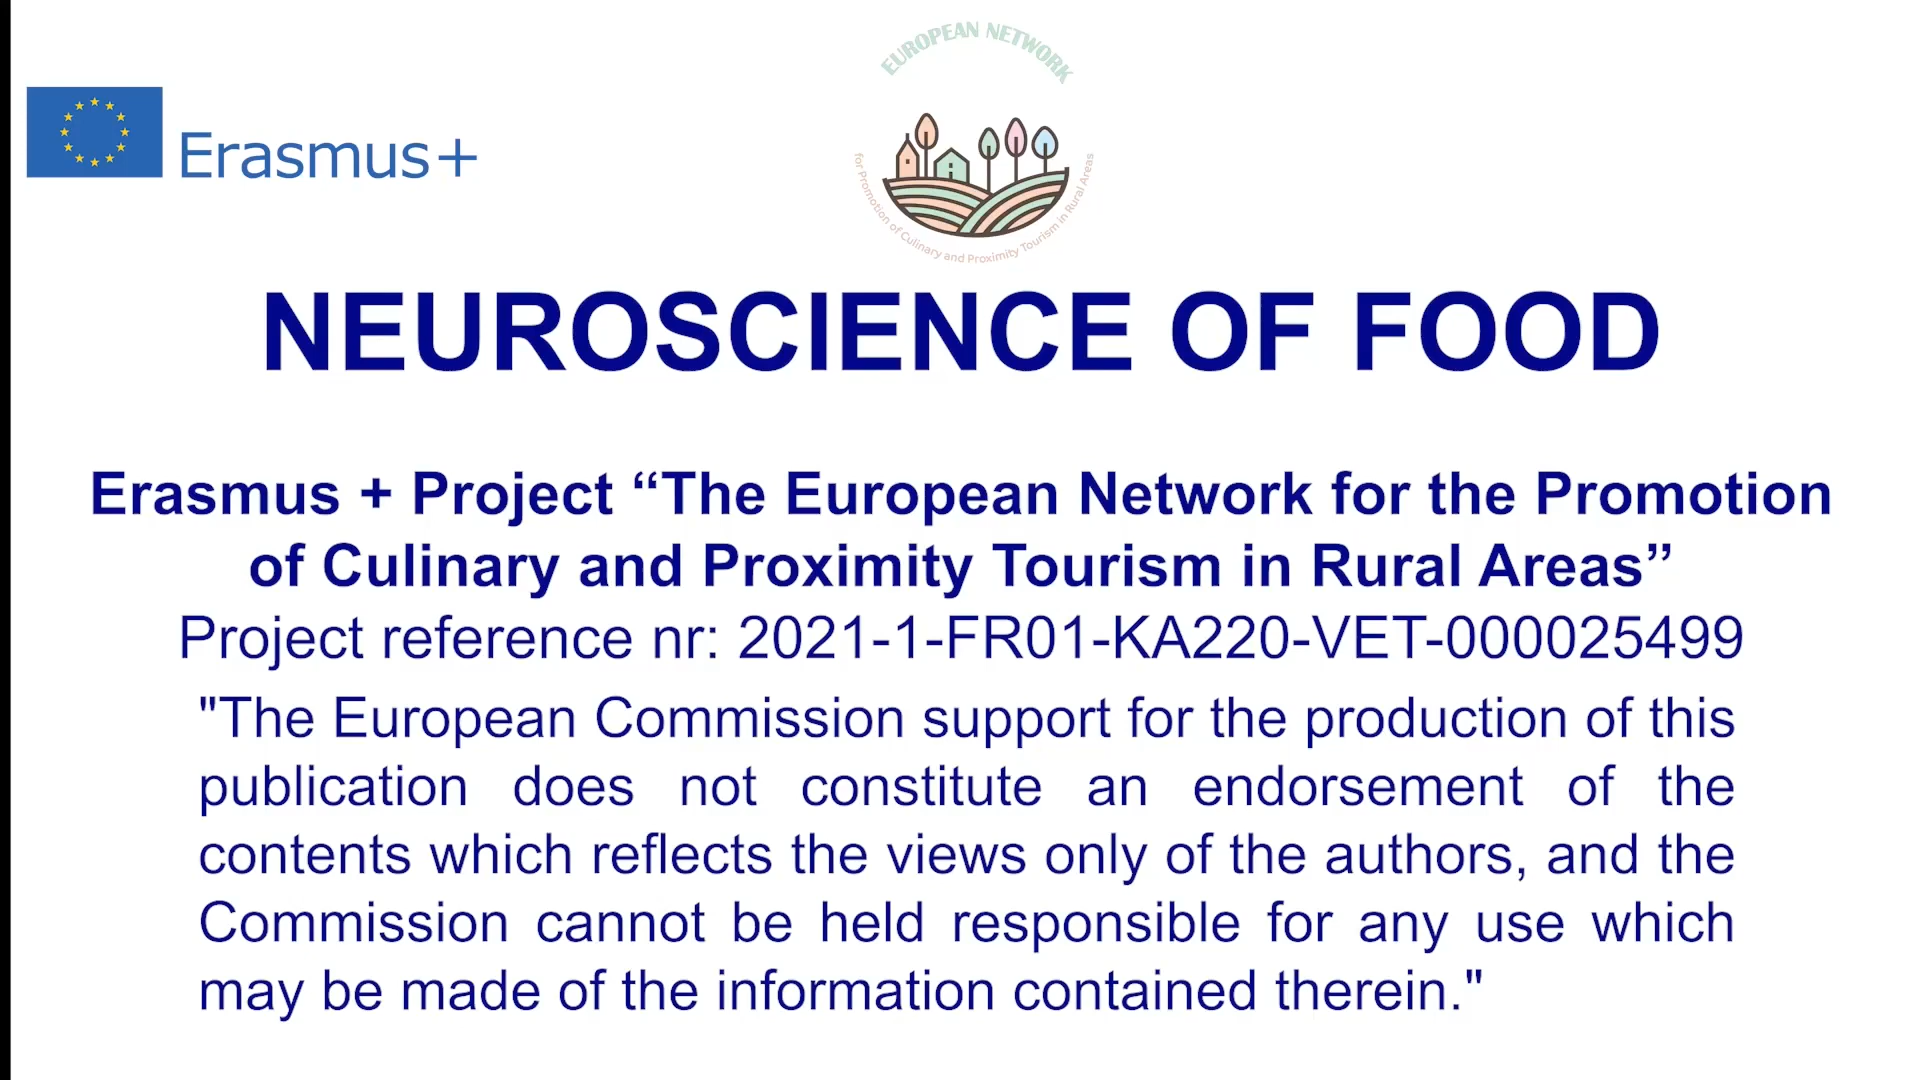 EUROPEAN NETWORK
Erasmus+
for Promotion of Culinary and Proximity Tourism in Rural Areas
NEUROSCIENCE OF FOOD
Erasmus + Project “The European Network for the Promotion
of Culinary and Proximity Tourism in Rural Areas”
Project reference nr: 2021-1-FR01-KA220-VET-000025499
"The European Commission support for the production of this
publication does not constitute an endorsement of the
contents which reflects the views only of the authors, and the
Commission cannot be held responsible for any use which
may be made of the information contained therein."